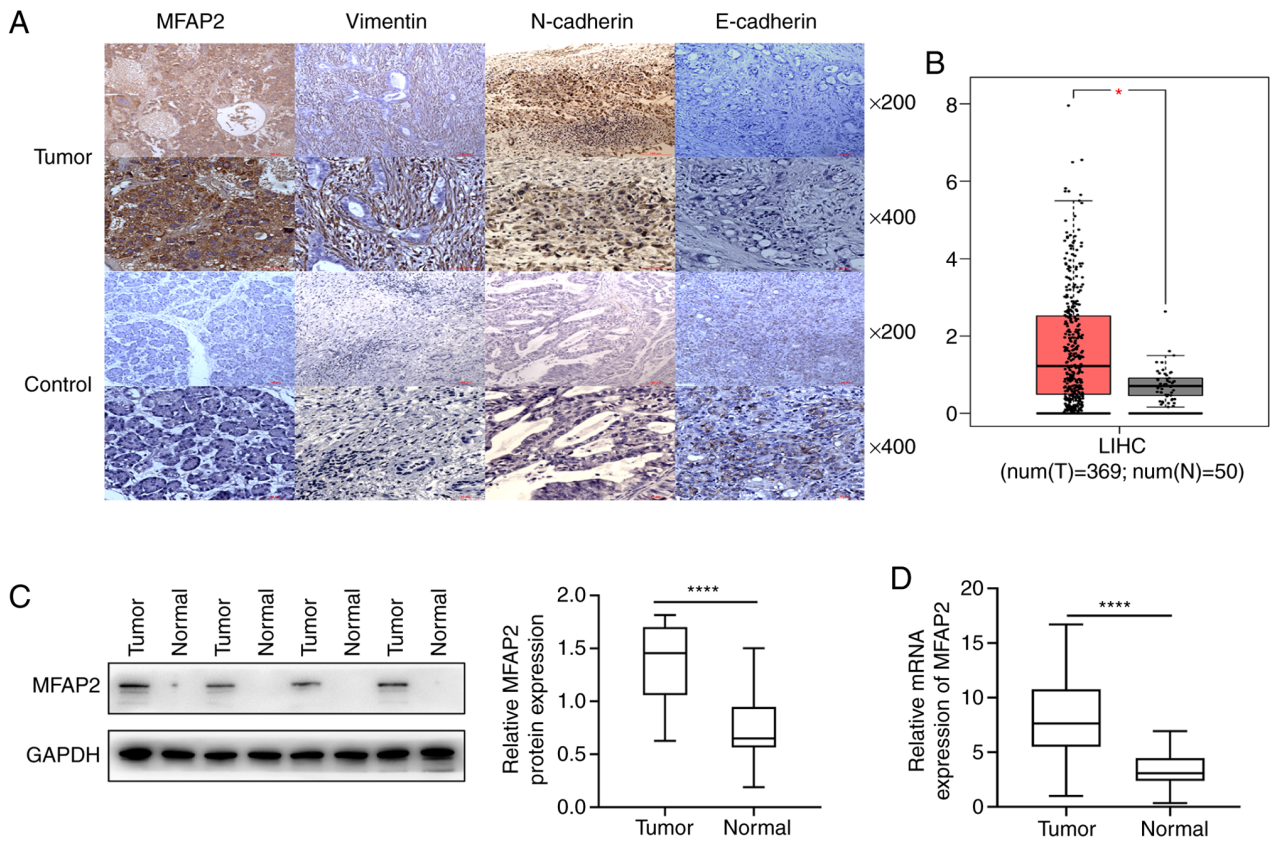 A
MFAP2 Vimentin N-cadherin E-cadherin
Tumor
×200
×400
Control
×200
×400
B
8
6
4
2
0
*
LIHC
(num(T)=369; num(N)=50)
C
Tumor Normal Tumor Normal Tumor Normal Tumor Normal
MFAP2
GAPDH
Relative MFAP2
protein expression
2.0
1.5
1.0
0.5
0.0
****
Tumor Normal
D
Relative mRNA
expression of MFAP2
20
15
10
5
0
****
Tumor Normal